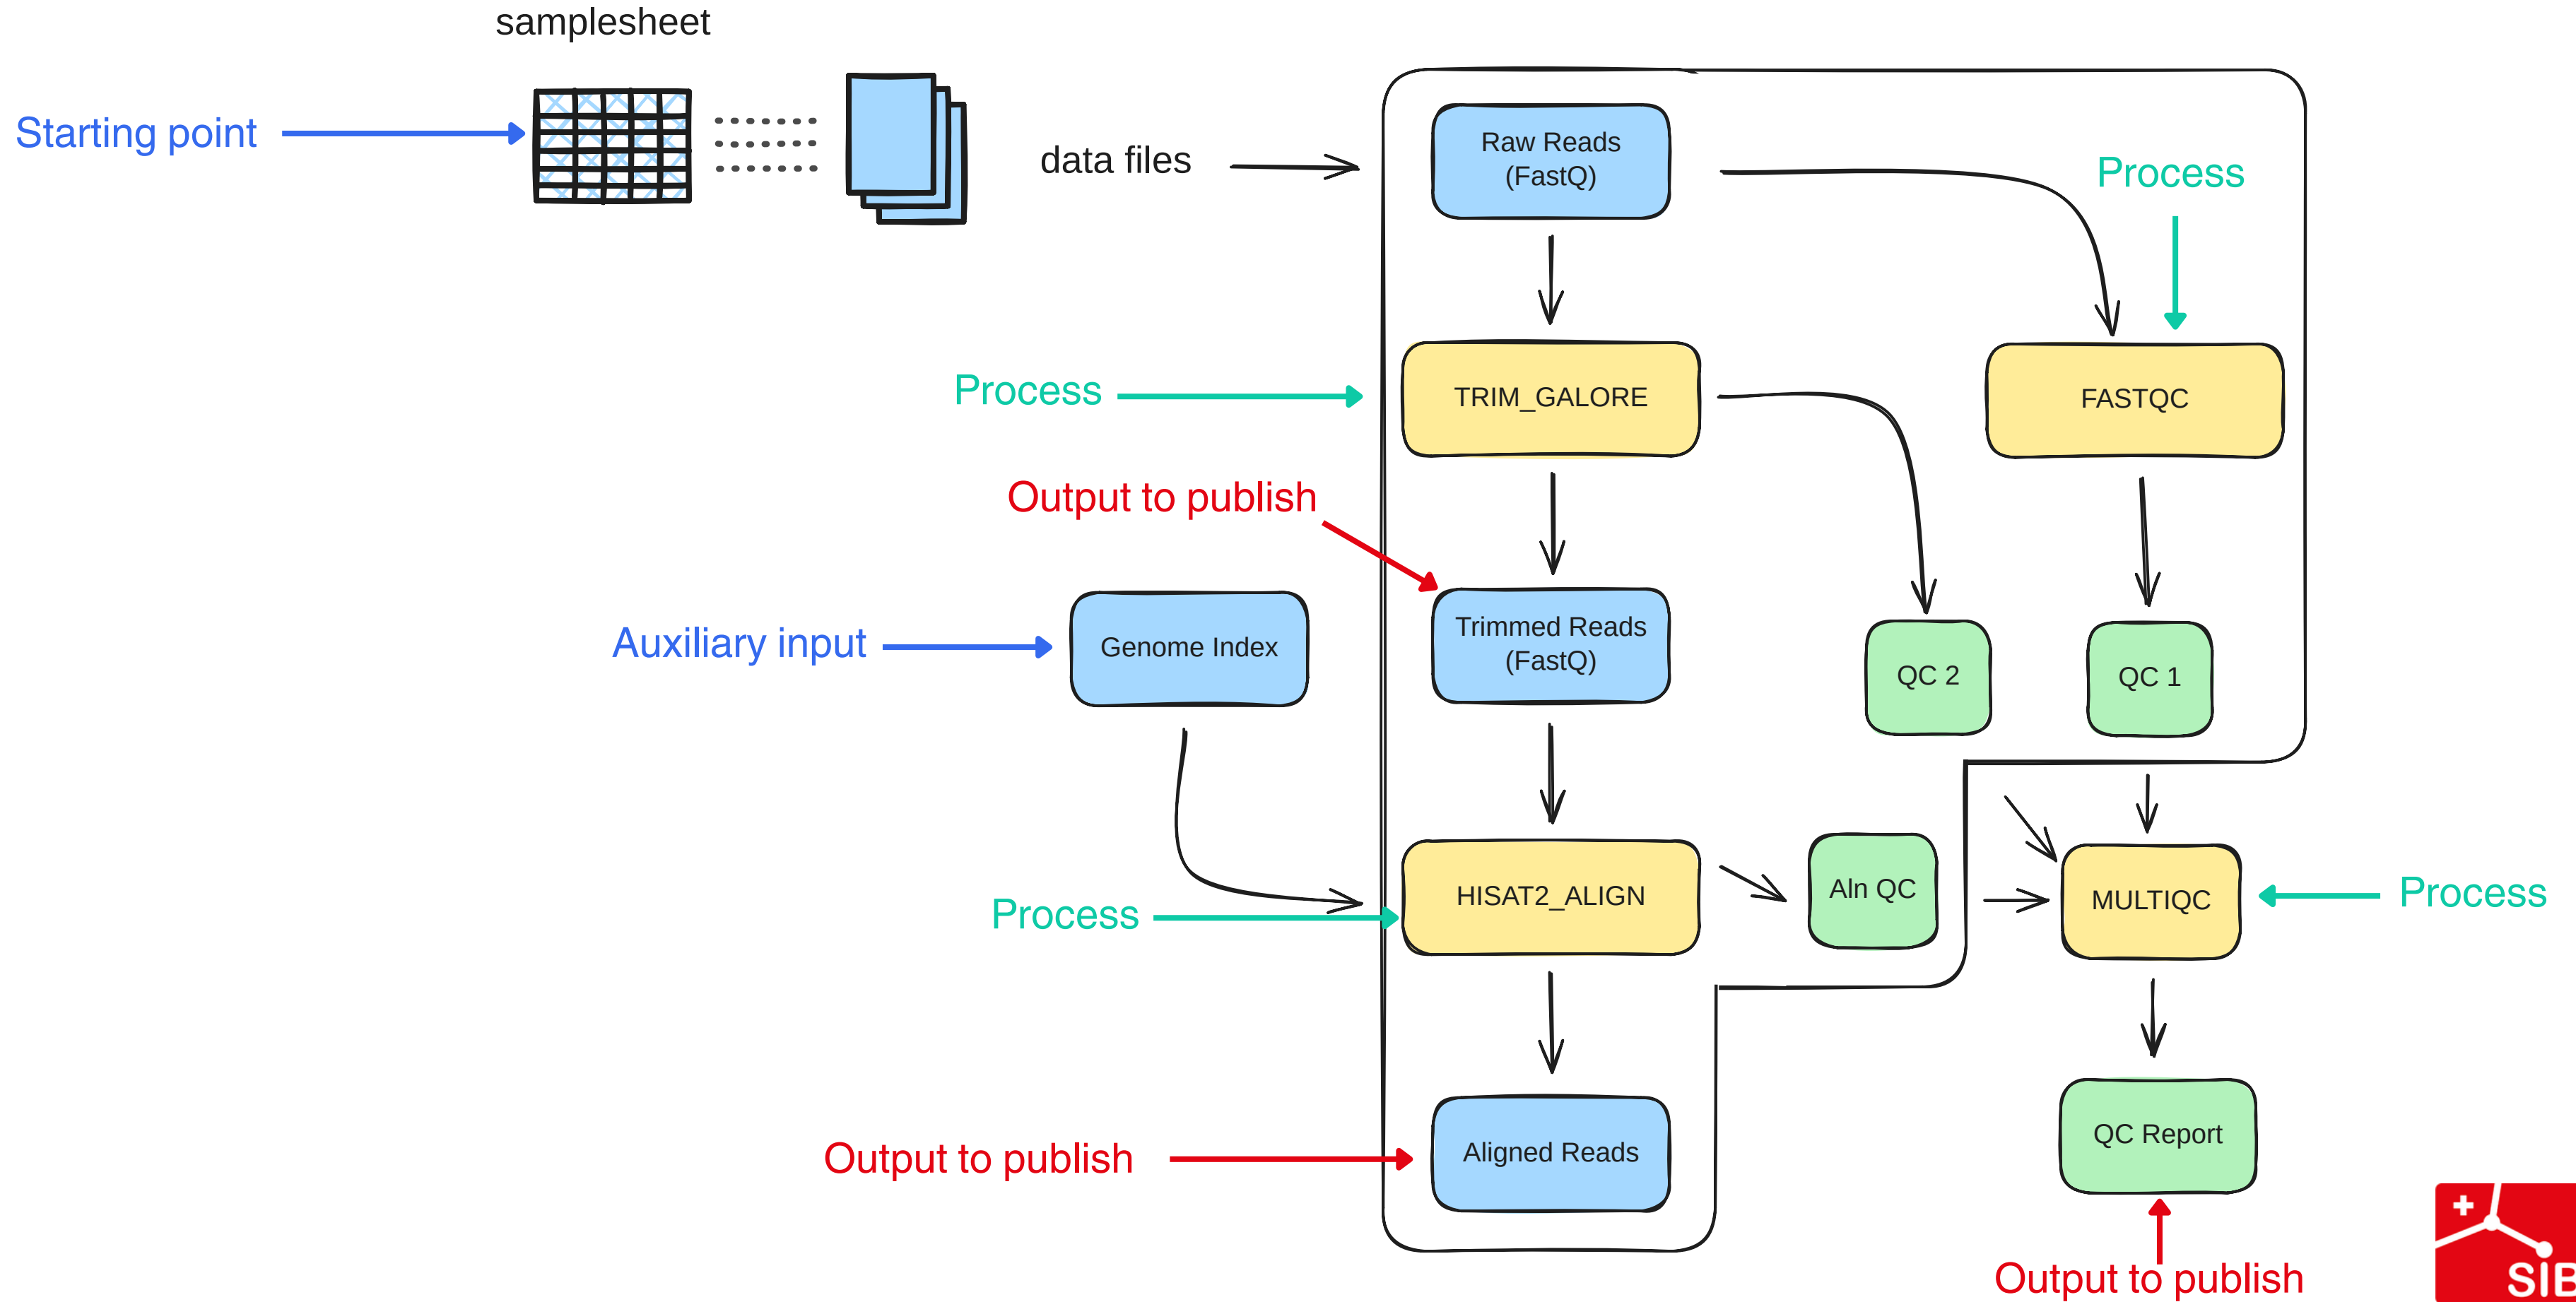 samplesheet
Starting point
data files
Raw Reads
(FastQ)
Process
Process
TRIM_GALORE
FASTQC
Output to publish
Auxiliary input
Genome Index
Trimmed Reads
(FastQ)
QC 2
QC 1
Process
HISAT2_ALIGN
Aln QC
MULTIQC
Process
Output to publish
Aligned Reads
QC Report
Output to publish
SIB